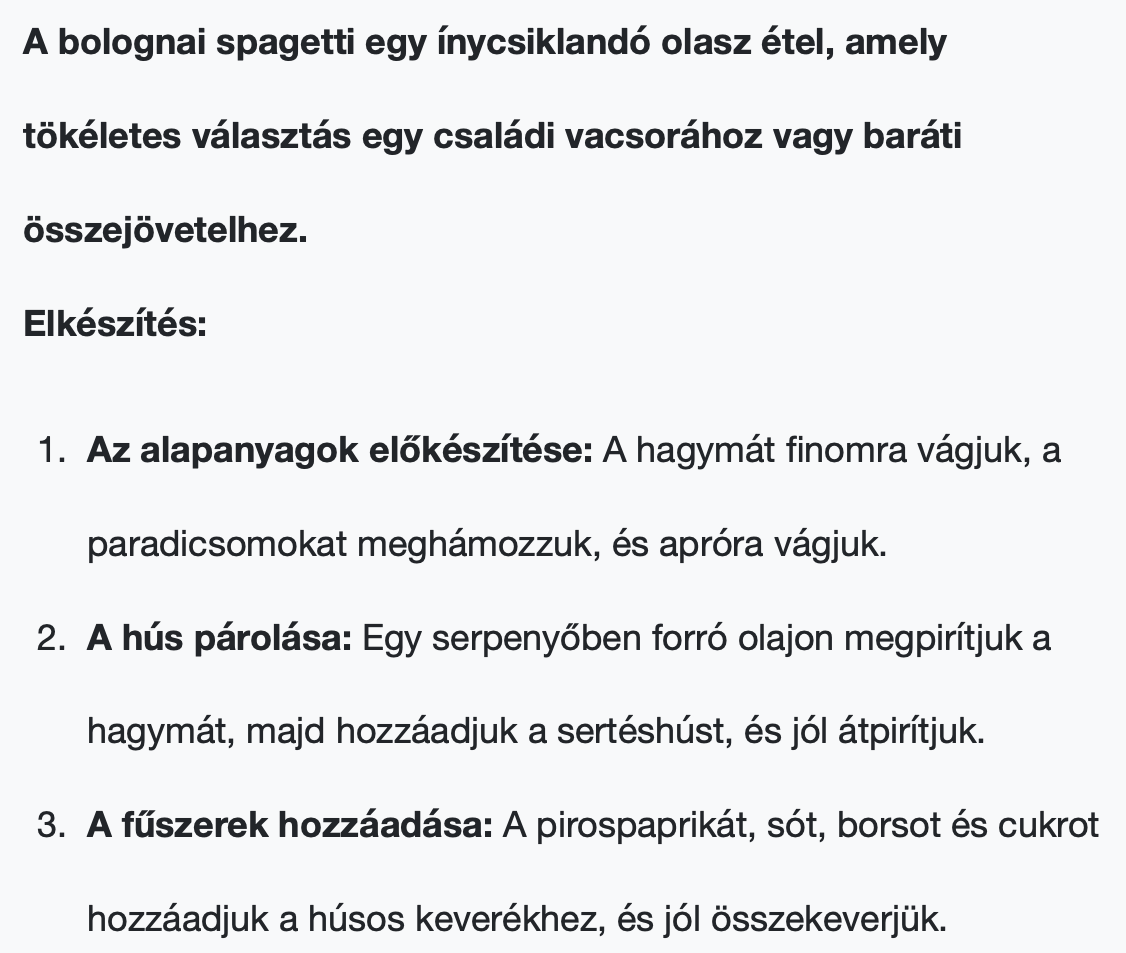 A bolognai spagetti egy ínycsiklandó olasz étel, amely
tökéletes választás egy családi vacsorához vagy baráti
összejövetelhez.
Elkészítés:
1. Az alapanyagok előkészítése: A hagymát finomra vágjuk, a
paradicsomokat meghámozzuk, és apróra vágjuk.
2. A hús párolása: Egy serpenyőben forró olajon megpirítjuk a
hagymát, majd hozzáadjuk a sertéshúst, és jól átpirítjuk.
3. A fűszerek hozzáadása: A pirospaprikát, sót, borsot és cukrot
hozzáadjuk a húsos keverékhez, és jól összekeverjük.